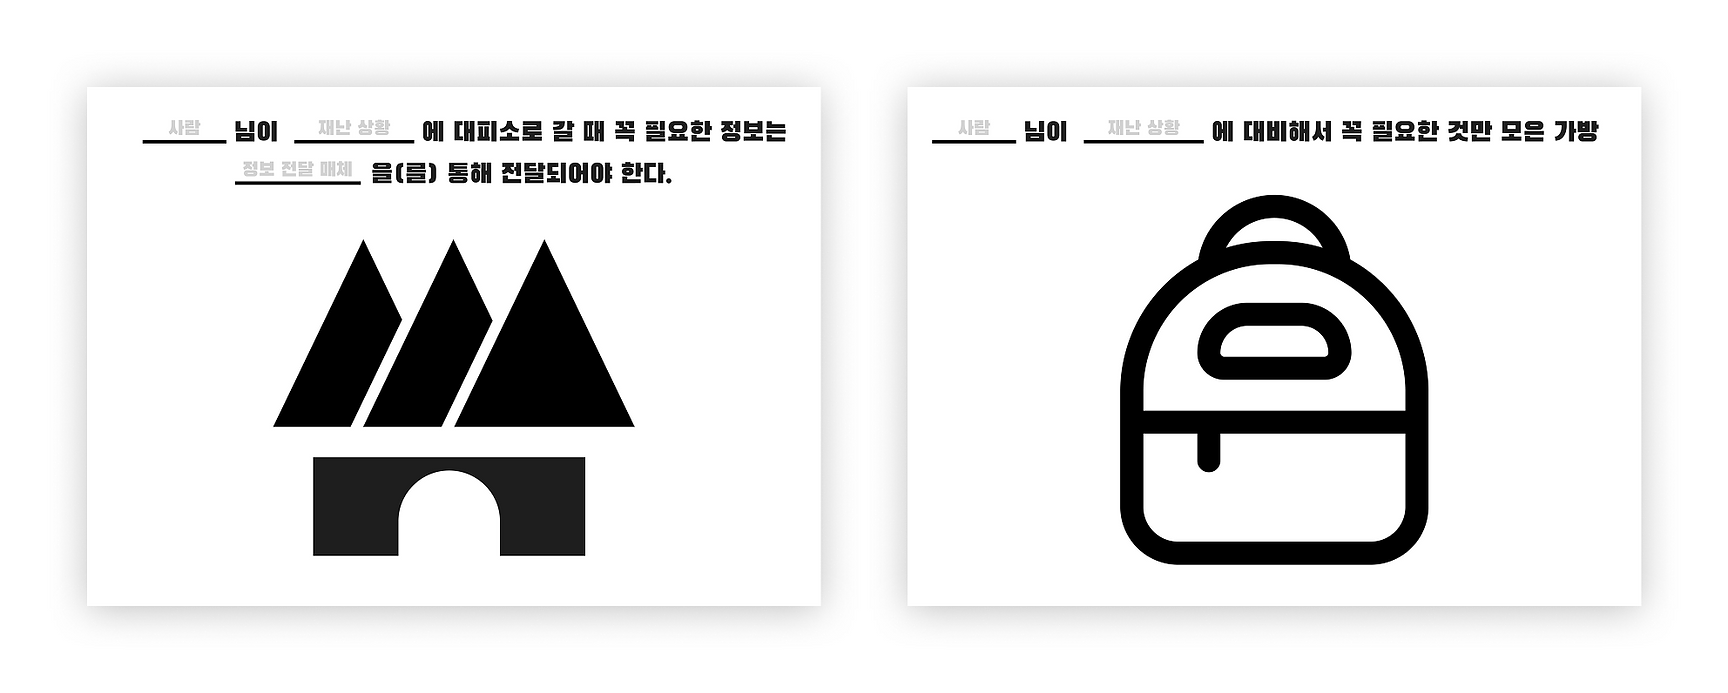 사람 님이 재난 상황 에 대피소로 갈 때 꼭 필요한 정보는
정보 전달 매체 을(를) 통해 전달되어야 한다.
사람 님이 재난 상황 에 대비해서 꼭 필요한 것만 모은 가방